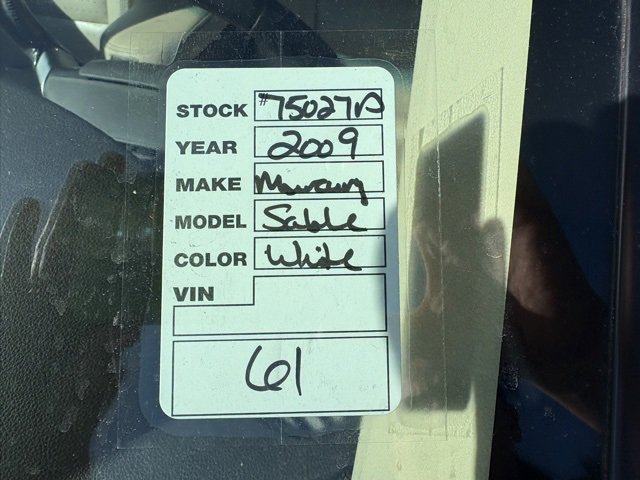 STOCK #75027A
YEAR 2009
MAKE Mercury
MODEL Sable
COLOR White
VIN
61